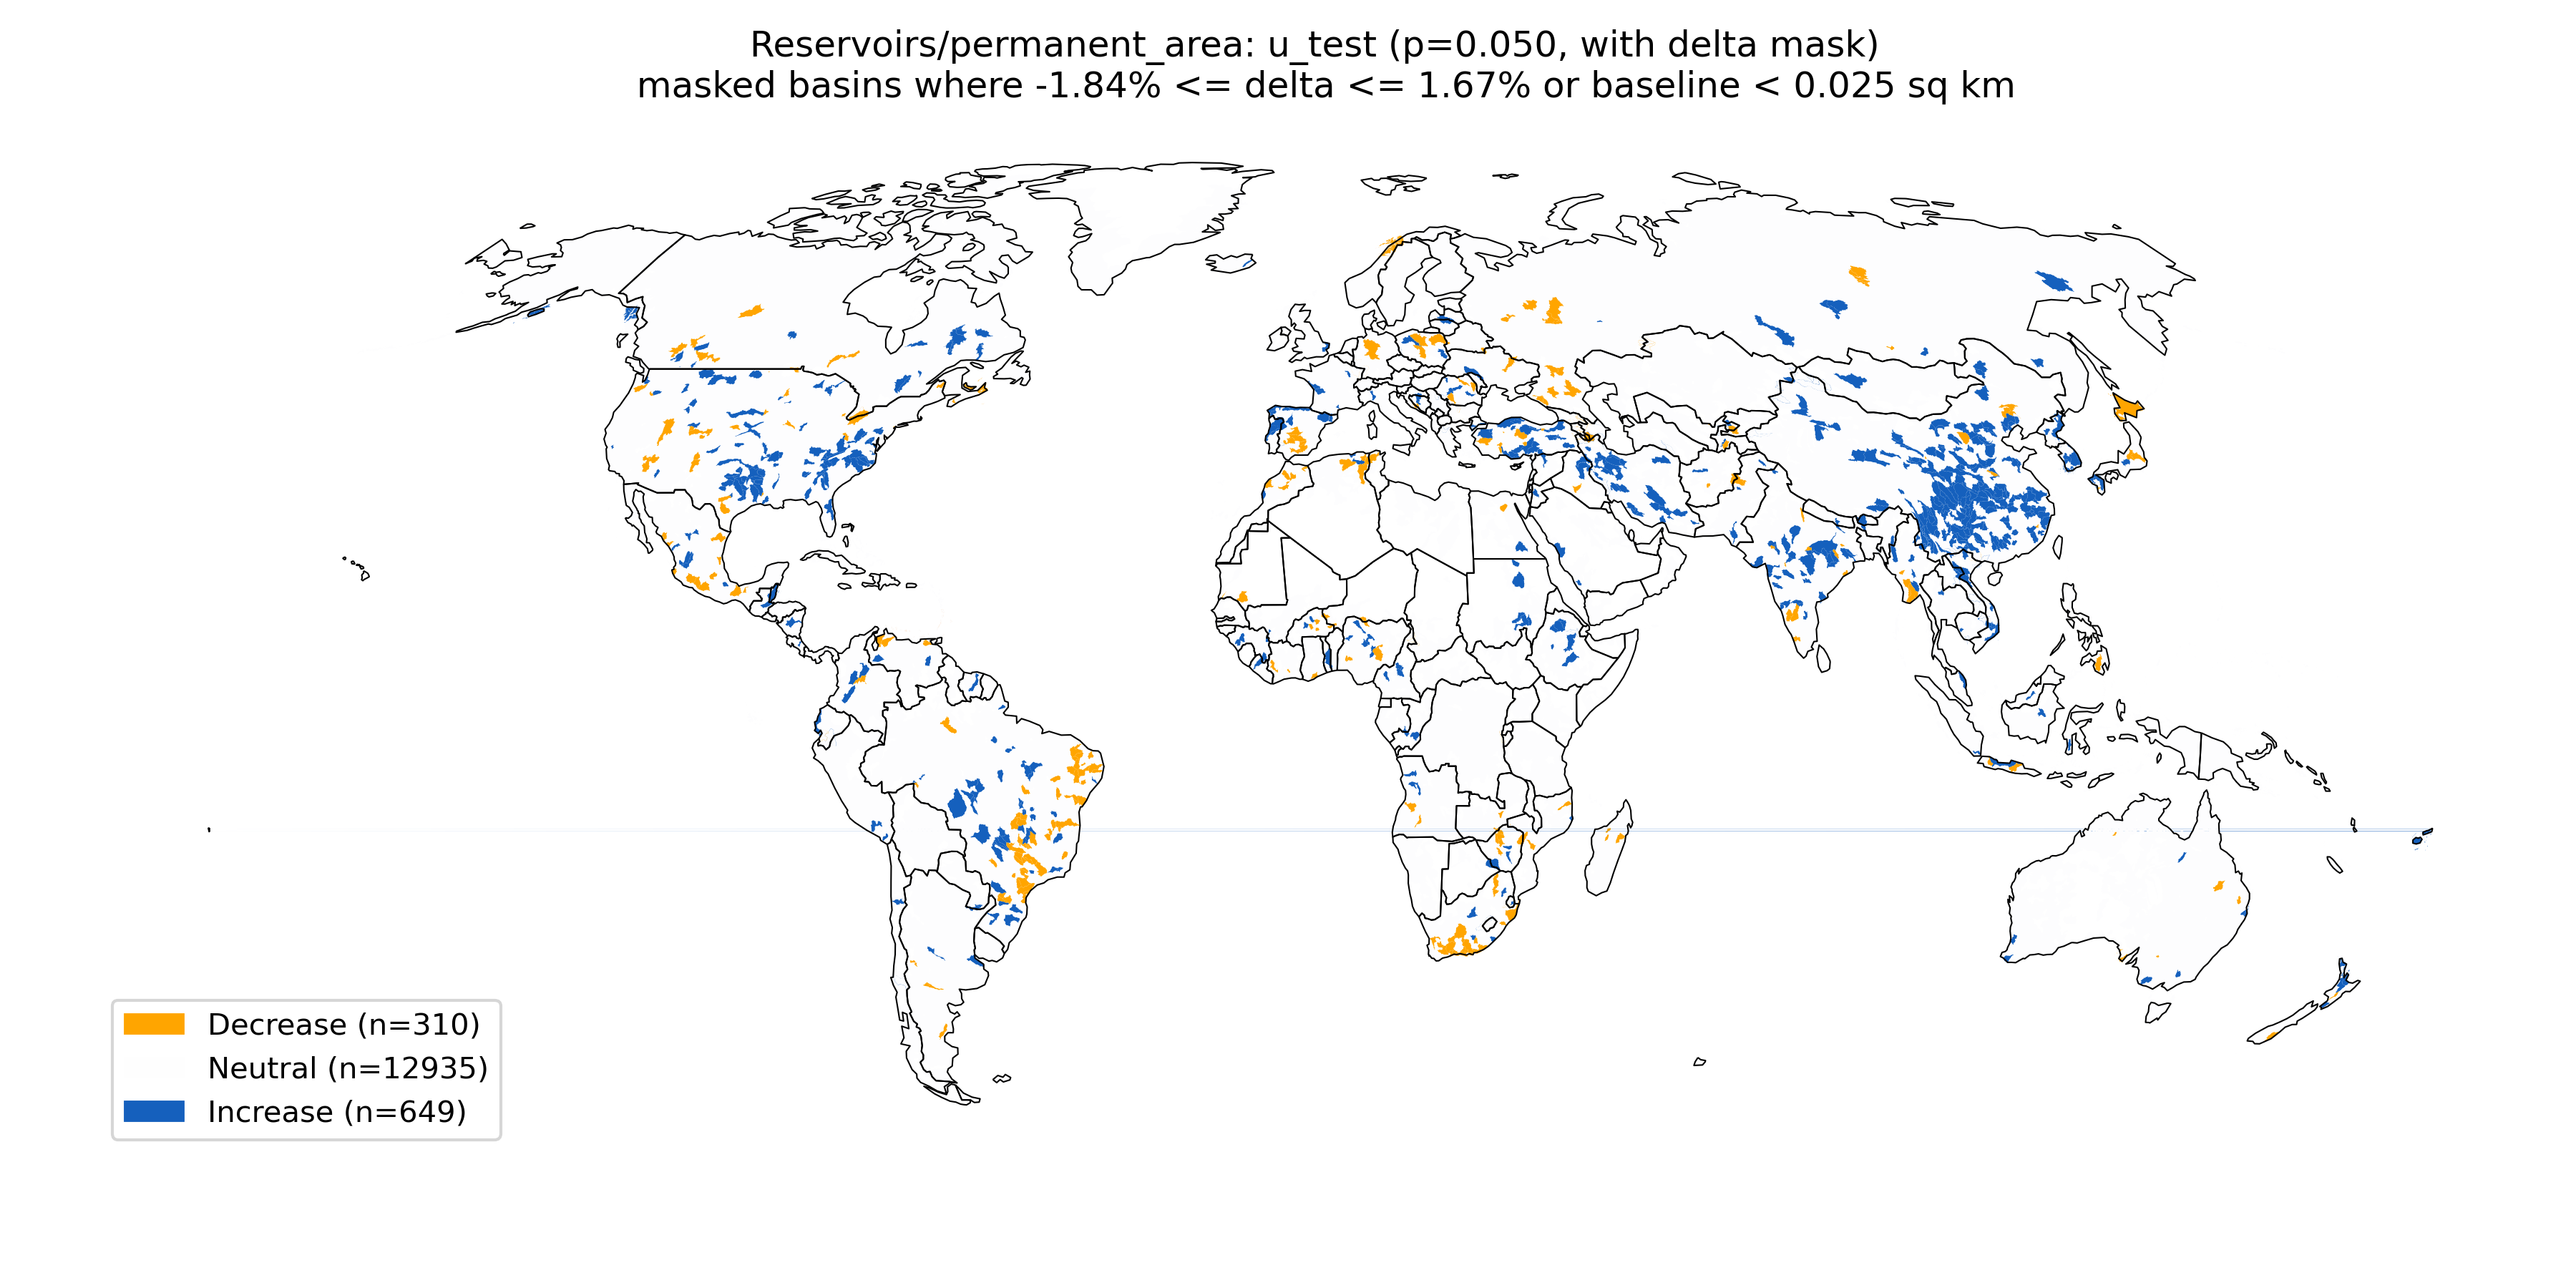 Reservoirs/permanent_area: u_test (p=0.050, with delta mask)
masked basins where -1.84% <= delta <= 1.67% or baseline < 0.025 sq km
Decrease (n=310)
Neutral (n=12935)
Increase (n=649)